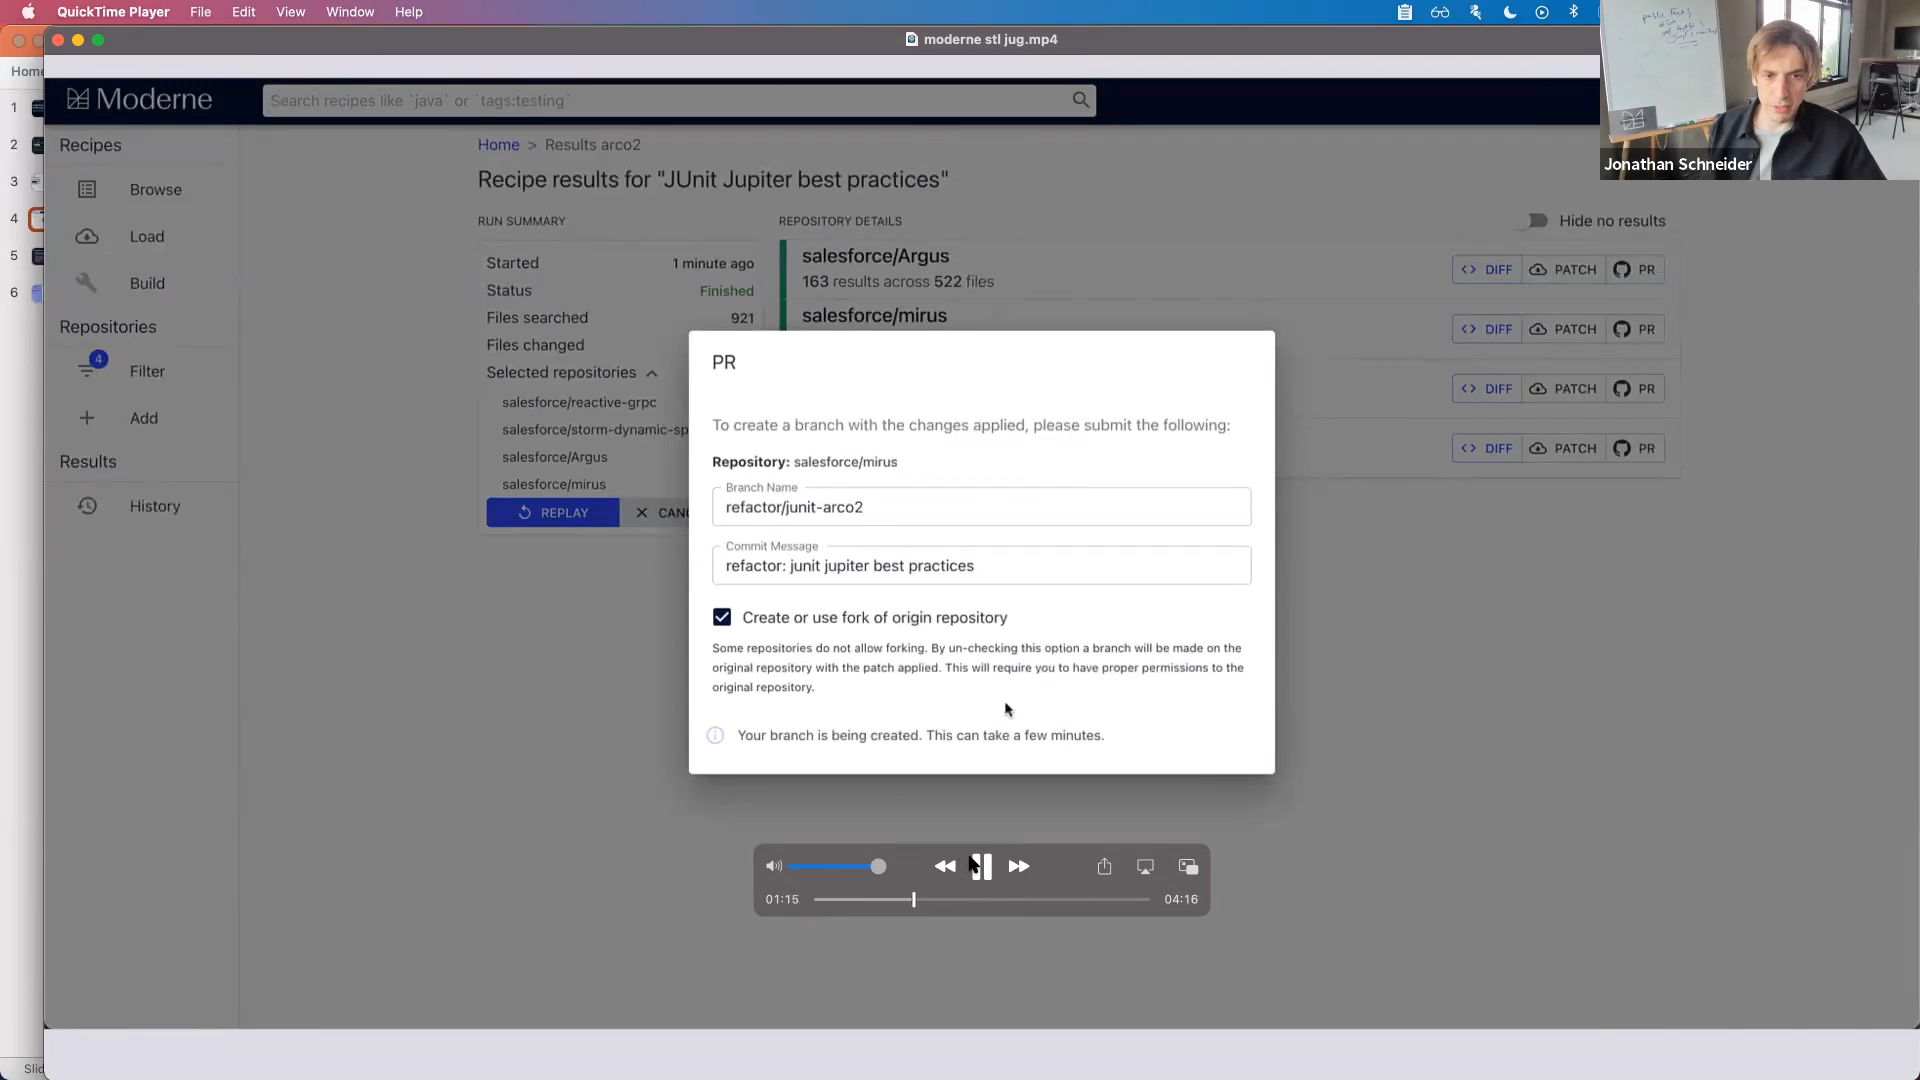 QuickTime Player File Edit View Window Help
moderne stl jug.mp4
Home
1
2
3
4
5
6
Moderne
Search recipes like `java` or `tags:testing`
Jonathan Schneider
Recipes
Browse
Load
Build
Repositories
4
Filter
Add
Results
History
Home > Results arco2
Recipe results for "JUnit Jupiter best practices"
RUN SUMMARY
Started 1 minute ago
Status Finished
Files searched 921
Files changed
Selected repositories
salesforce/reactive-grpc
salesforce/storm-dynamic-sp
salesforce/Argus
salesforce/mirus
REPLAY
CANC
REPOSITORY DETAILS
Hide no results
salesforce/Argus
163 results across 522 files
DIFF PATCH PR
salesforce/mirus
DIFF PATCH PR
DIFF PATCH PR
DIFF PATCH PR
PR
To create a branch with the changes applied, please submit the following:
Repository: salesforce/mirus
Branch Name
refactor/junit-arco2
Commit Message
refactor: junit jupiter best practices
Create or use fork of origin repository
Some repositories do not allow forking. By un-checking this option a branch will be made on the
original repository with the patch applied. This will require you to have proper permissions to the
original repository.
Your branch is being created. This can take a few minutes.
01:15 04:16
Slid